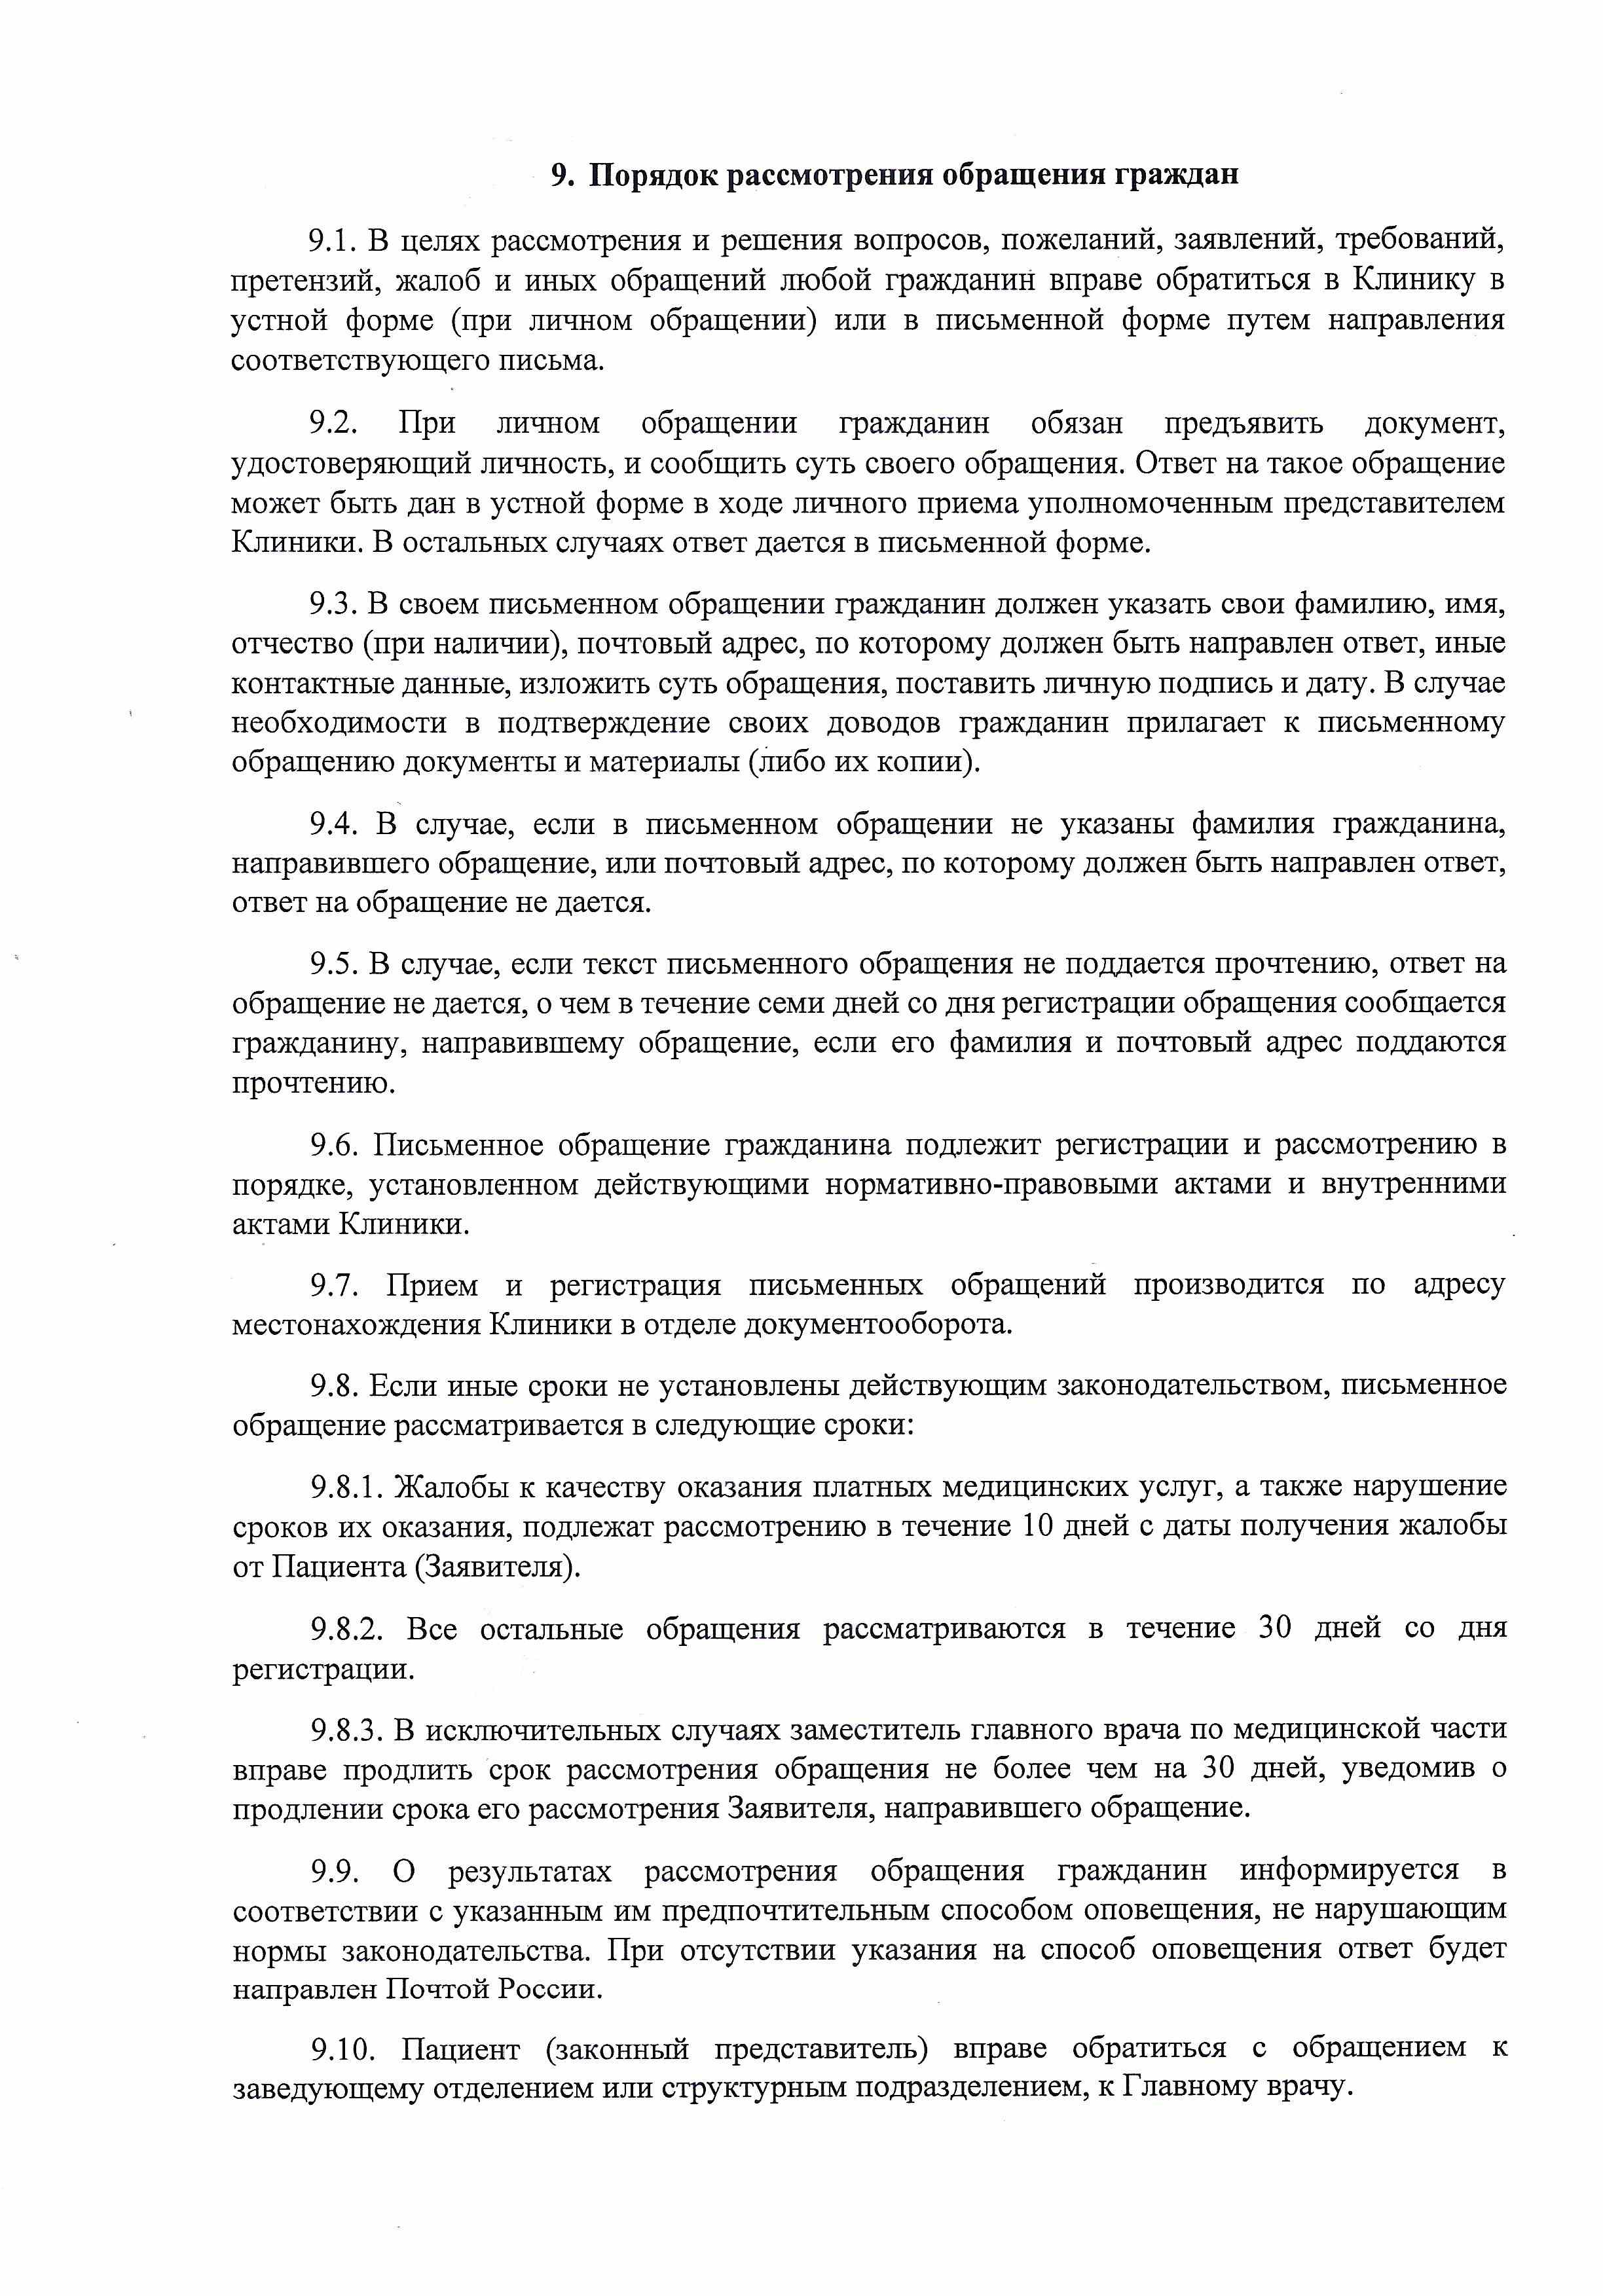 9. Порядок рассмотрения обращения граждан
9.1. В целях рассмотрения и решения вопросов, пожеланий, заявлений, требований,
претензий, жалоб и иных обращений любой гражданин вправе обратиться в Клинику в
устной форме (при личном обращении) или в письменной форме путем направления
соответствующего письма.
9.2. При личном обращении гражданин обязан предъявить документ,
удостоверяющий личность, и сообщить суть своего обращения. Ответ на такое обращение
может быть дан в устной форме в ходе личного приема уполномоченным представителем
Клиники. В остальных случаях ответ дается в письменной форме.
9.3. В своем письменном обращении гражданин должен указать свои фамилию, имя,
отчество (при наличии), почтовый адрес, по которому должен быть направлен ответ, иные
контактные данные, изложить суть обращения, поставить личную подпись и дату. В случае
необходимости в подтверждение своих доводов гражданин прилагает к письменному
обращению документы и материалы (либо их копии).
9.4. В случае, если в письменном обращении не указаны фамилия гражданина,
направившего обращение, или почтовый адрес, по которому должен быть направлен ответ,
ответ на обращение не дается.
9.5. В случае, если текст письменного обращения не поддается прочтению, ответ на
обращение не дается, о чем в течение семи дней со дня регистрации обращения сообщается
гражданину, направившему обращение, если его фамилия и почтовый адрес поддаются
прочтению.
9.6. Письменное обращение гражданина подлежит регистрации и рассмотрению в
порядке, установленном действующими нормативно-правовыми актами и внутренними
актами Клиники.
9.7. Прием и регистрация письменных обращений производится по адресу
местонахождения Клиники в отделе документооборота.
9.8. Если иные сроки не установлены действующим законодательством, письменное
обращение рассматривается в следующие сроки:
9.8.1. Жалобы к качеству оказания платных медицинских услуг, а также нарушение
сроков их оказания, подлежат рассмотрению в течение 10 дней с даты получения жалобы
от Пациента (Заявителя).
9.8.2. Все остальные обращения рассматриваются в течение 30 дней со дня
регистрации.
9.8.3. В исключительных случаях заместитель главного врача по медицинской части
вправе продлить срок рассмотрения обращения не более чем на 30 дней, уведомив о
продлении срока его рассмотрения Заявителя, направившего обращение.
9.9. О результатах рассмотрения обращения гражданин информируется в
соответствии с указанным им предпочтительным способом оповещения, не нарушающим
нормы законодательства. При отсутствии указания на способ оповещения ответ будет
направлен Почтой России.
9.10. Пациент (законный представитель) вправе обратиться с обращением к
заведующему отделением или структурным подразделением, к Главному врачу.